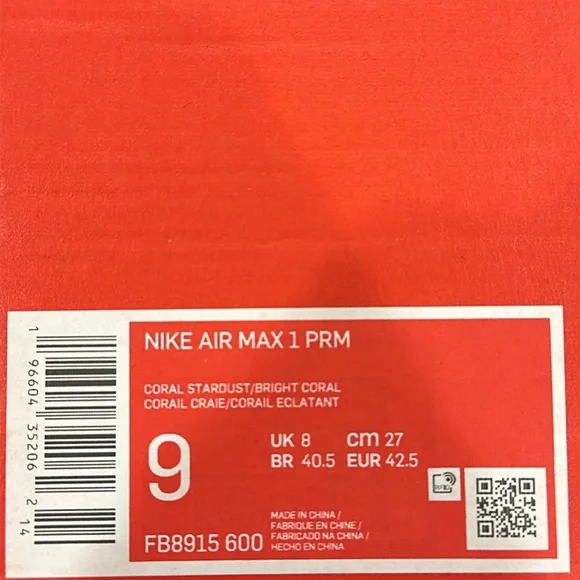 NIKE AIR MAX 1 PRM
CORAL STARDUST/BRIGHT CORAL
CORAIL CRAIE/CORAIL ECLATANT
9
UK 8 cm 27
BR 40.5 EUR 42.5
MADE IN CHINA /
FABRIQUE EN CHINE /
FABRICADO NA CHINA /
HECHO EN CHINA
FB8915 600
1 96604 35206 2 14